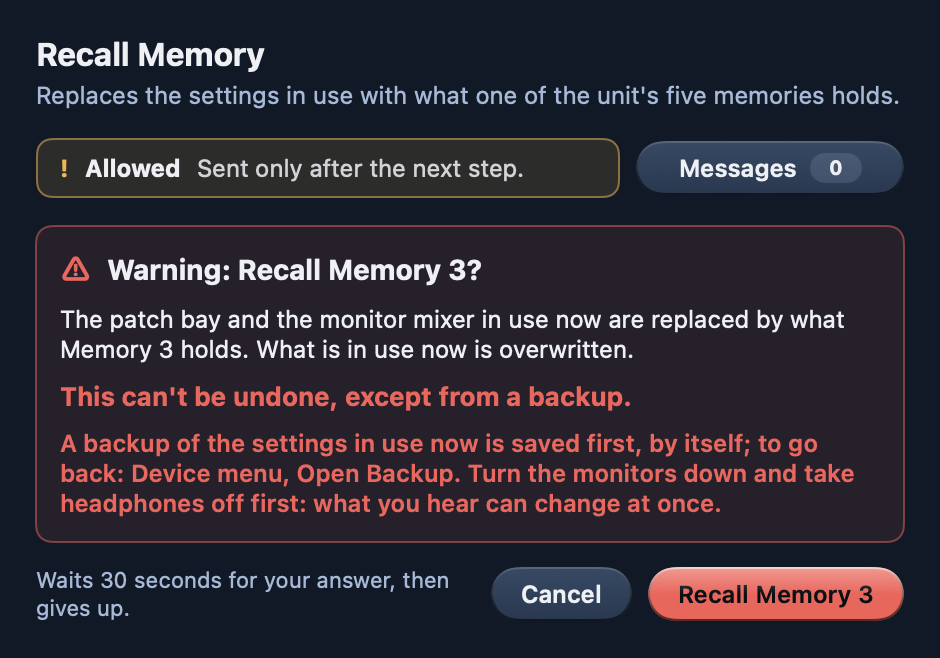 Recall Memory
Replaces the settings in use with what one of the unit's five memories holds.
! Allowed Sent only after the next step.
Messages 0
Warning: Recall Memory 3?
The patch bay and the monitor mixer in use now are replaced by what
Memory 3 holds. What is in use now is overwritten.
This can't be undone, except from a backup.
A backup of the settings in use now is saved first, by itself; to go
back: Device menu, Open Backup. Turn the monitors down and take
headphones off first: what you hear can change at once.
Waits 30 seconds for your answer, then
gives up.
Cancel
Recall Memory 3